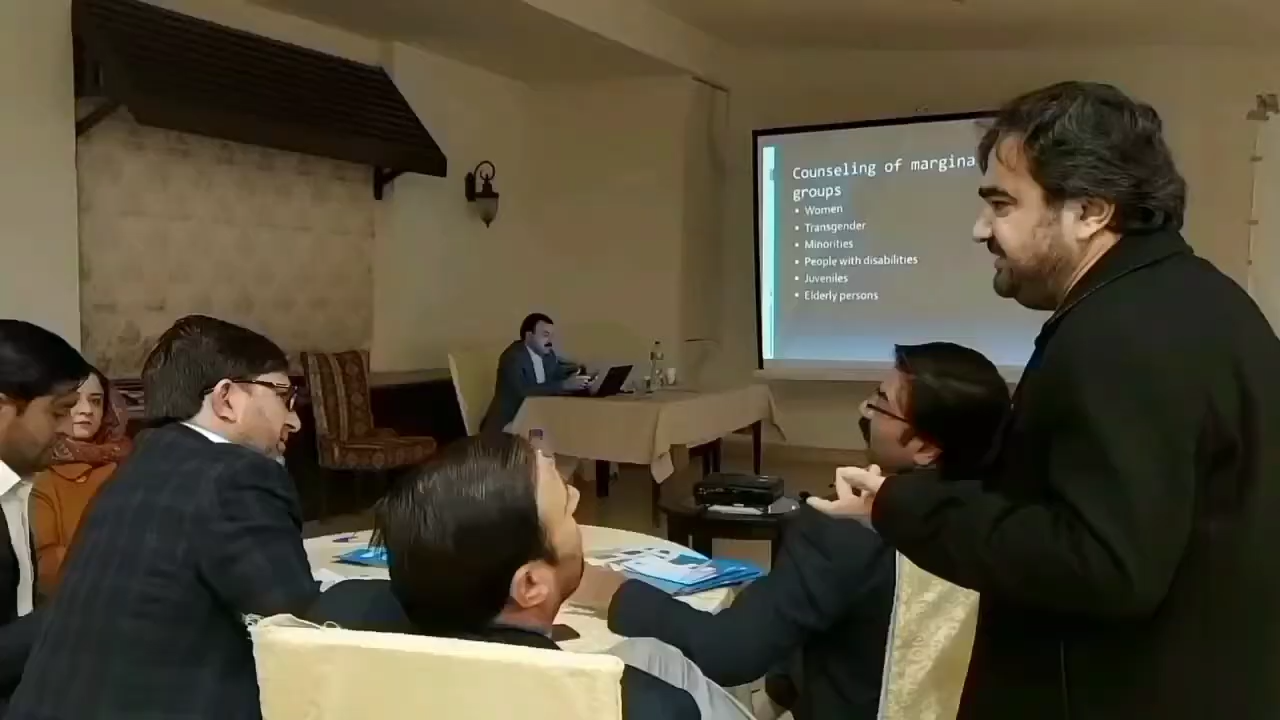 Counseling of margina
groups
• Women
• Transgender
• Minorities
• People with disabilities
• Juveniles
• Elderly persons